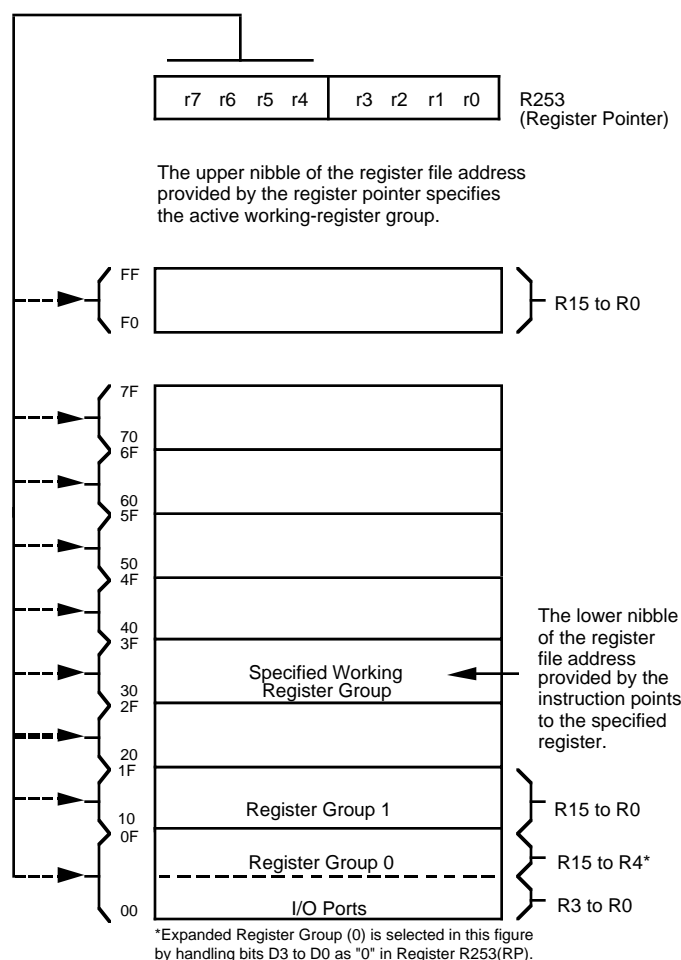 r7 r6 r5 r4 r3 r2 r1 r0 R253
(Register Pointer)
The upper nibble of the register file address
provided by the register pointer specifies
the active working-register group.
FF
F0
R15 to R0
7F
70
6F
60
5F
50
4F
40
3F
Specified Working
Register Group
The lower nibble
of the register
file address
provided by the
instruction points
to the specified
register.
30
2F
20
1F
Register Group 1
R15 to R0
10
0F
Register Group 0
R15 to R4*
00
I/O Ports
R3 to R0
*Expanded Register Group (0) is selected in this figure
by handling bits D3 to D0 as "0" in Register R253(RP).